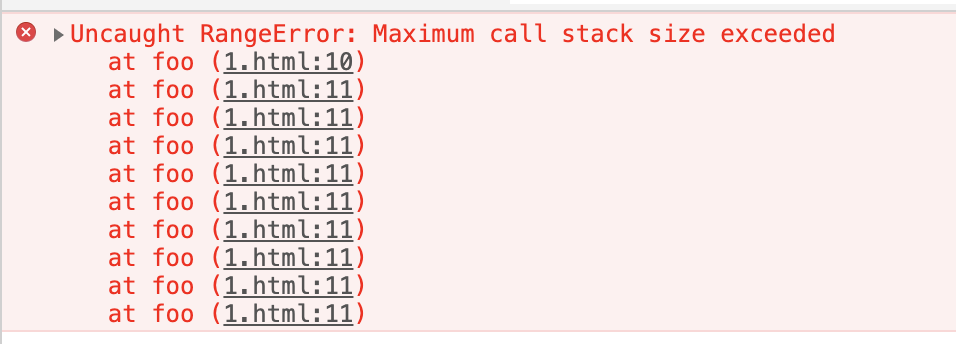 Uncaught RangeError: Maximum call stack size exceeded
at foo (1.html:10)
at foo (1.html:11)
at foo (1.html:11)
at foo (1.html:11)
at foo (1.html:11)
at foo (1.html:11)
at foo (1.html:11)
at foo (1.html:11)
at foo (1.html:11)
at foo (1.html:11)